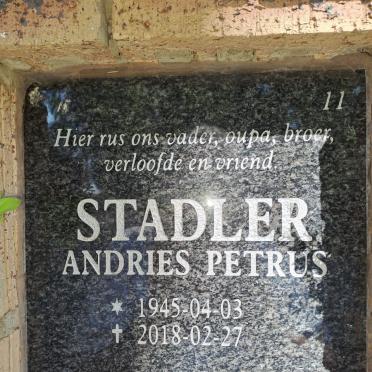 11
Hier rus ons vader, oupa, broer,
verloofde en vriend.
STADLER
ANDRIES PETRUS
* 1945-04-03
✝ 2018-02-27